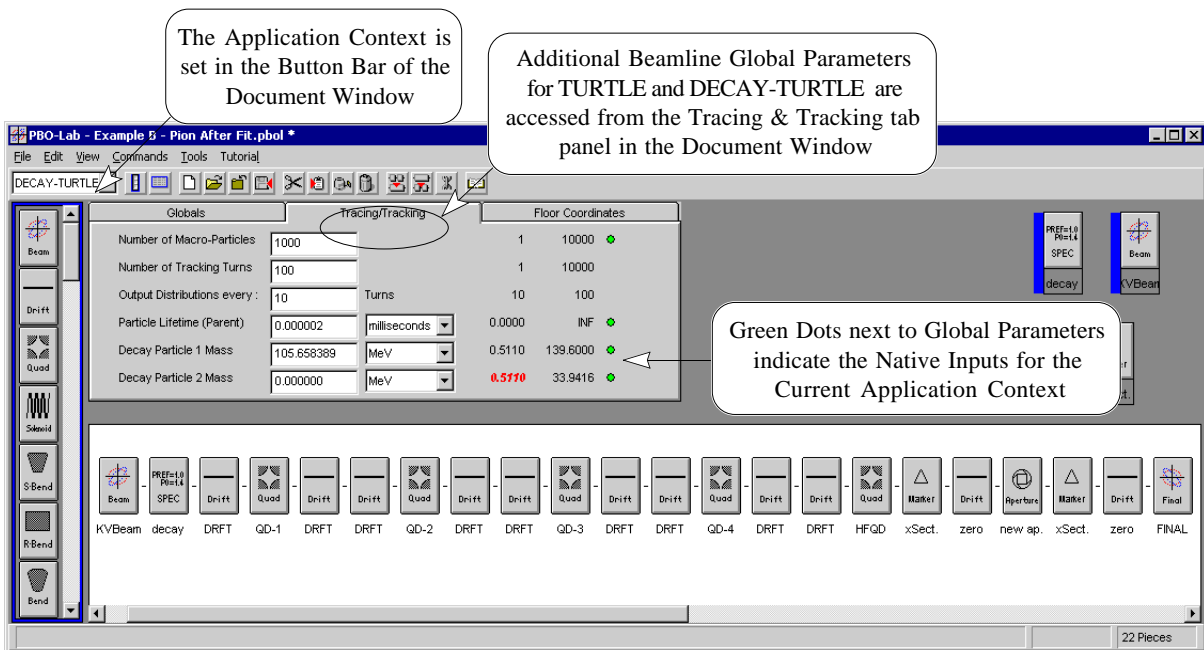 The Application Context is
set in the Button Bar of the
Document Window
Additional Beamline Global Parameters
for TURTLE and DECAY-TURTLE are
accessed from the Tracing & Tracking tab
panel in the Document Window
PBO-Lab - Example B - Pion After Fit.pbol *
File Edit View Commands Tools Tutorial
DECAY-TURTLE
Globals Tracing/Tracking Floor Coordinates
Number of Macro-Particles 1000 1 10000
Number of Tracking Turns 100 1 10000
Output Distributions every : 10 Turns 10 100
Particle Lifetime (Parent) 0.000002 milliseconds 0.0000 INF
Decay Particle 1 Mass 105.658389 MeV 0.5110 139.6000
Decay Particle 2 Mass 0.000000 MeV 0.5110 33.9416
PREF=1.0
P0=1.4
SPEC Beam
decay KVBeam
Green Dots next to Global Parameters
indicate the Native Inputs for the
Current Application Context
Beam
Drift
Quad
Solenoid
S-Bend
R-Bend
Bend
PREF=1.0
P0=1.4
Beam SPEC Drift Quad Drift Drift Quad Drift Drift Quad Drift Drift Quad Drift Drift Quad Marker Drift Aperture Marker Drift Final
KVBeam decay DRFT QD-1 DRFT DRFT QD-2 DRFT DRFT QD-3 DRFT DRFT QD-4 DRFT DRFT HFQD xSect. zero new ap. xSect. zero FINAL
22 Pieces